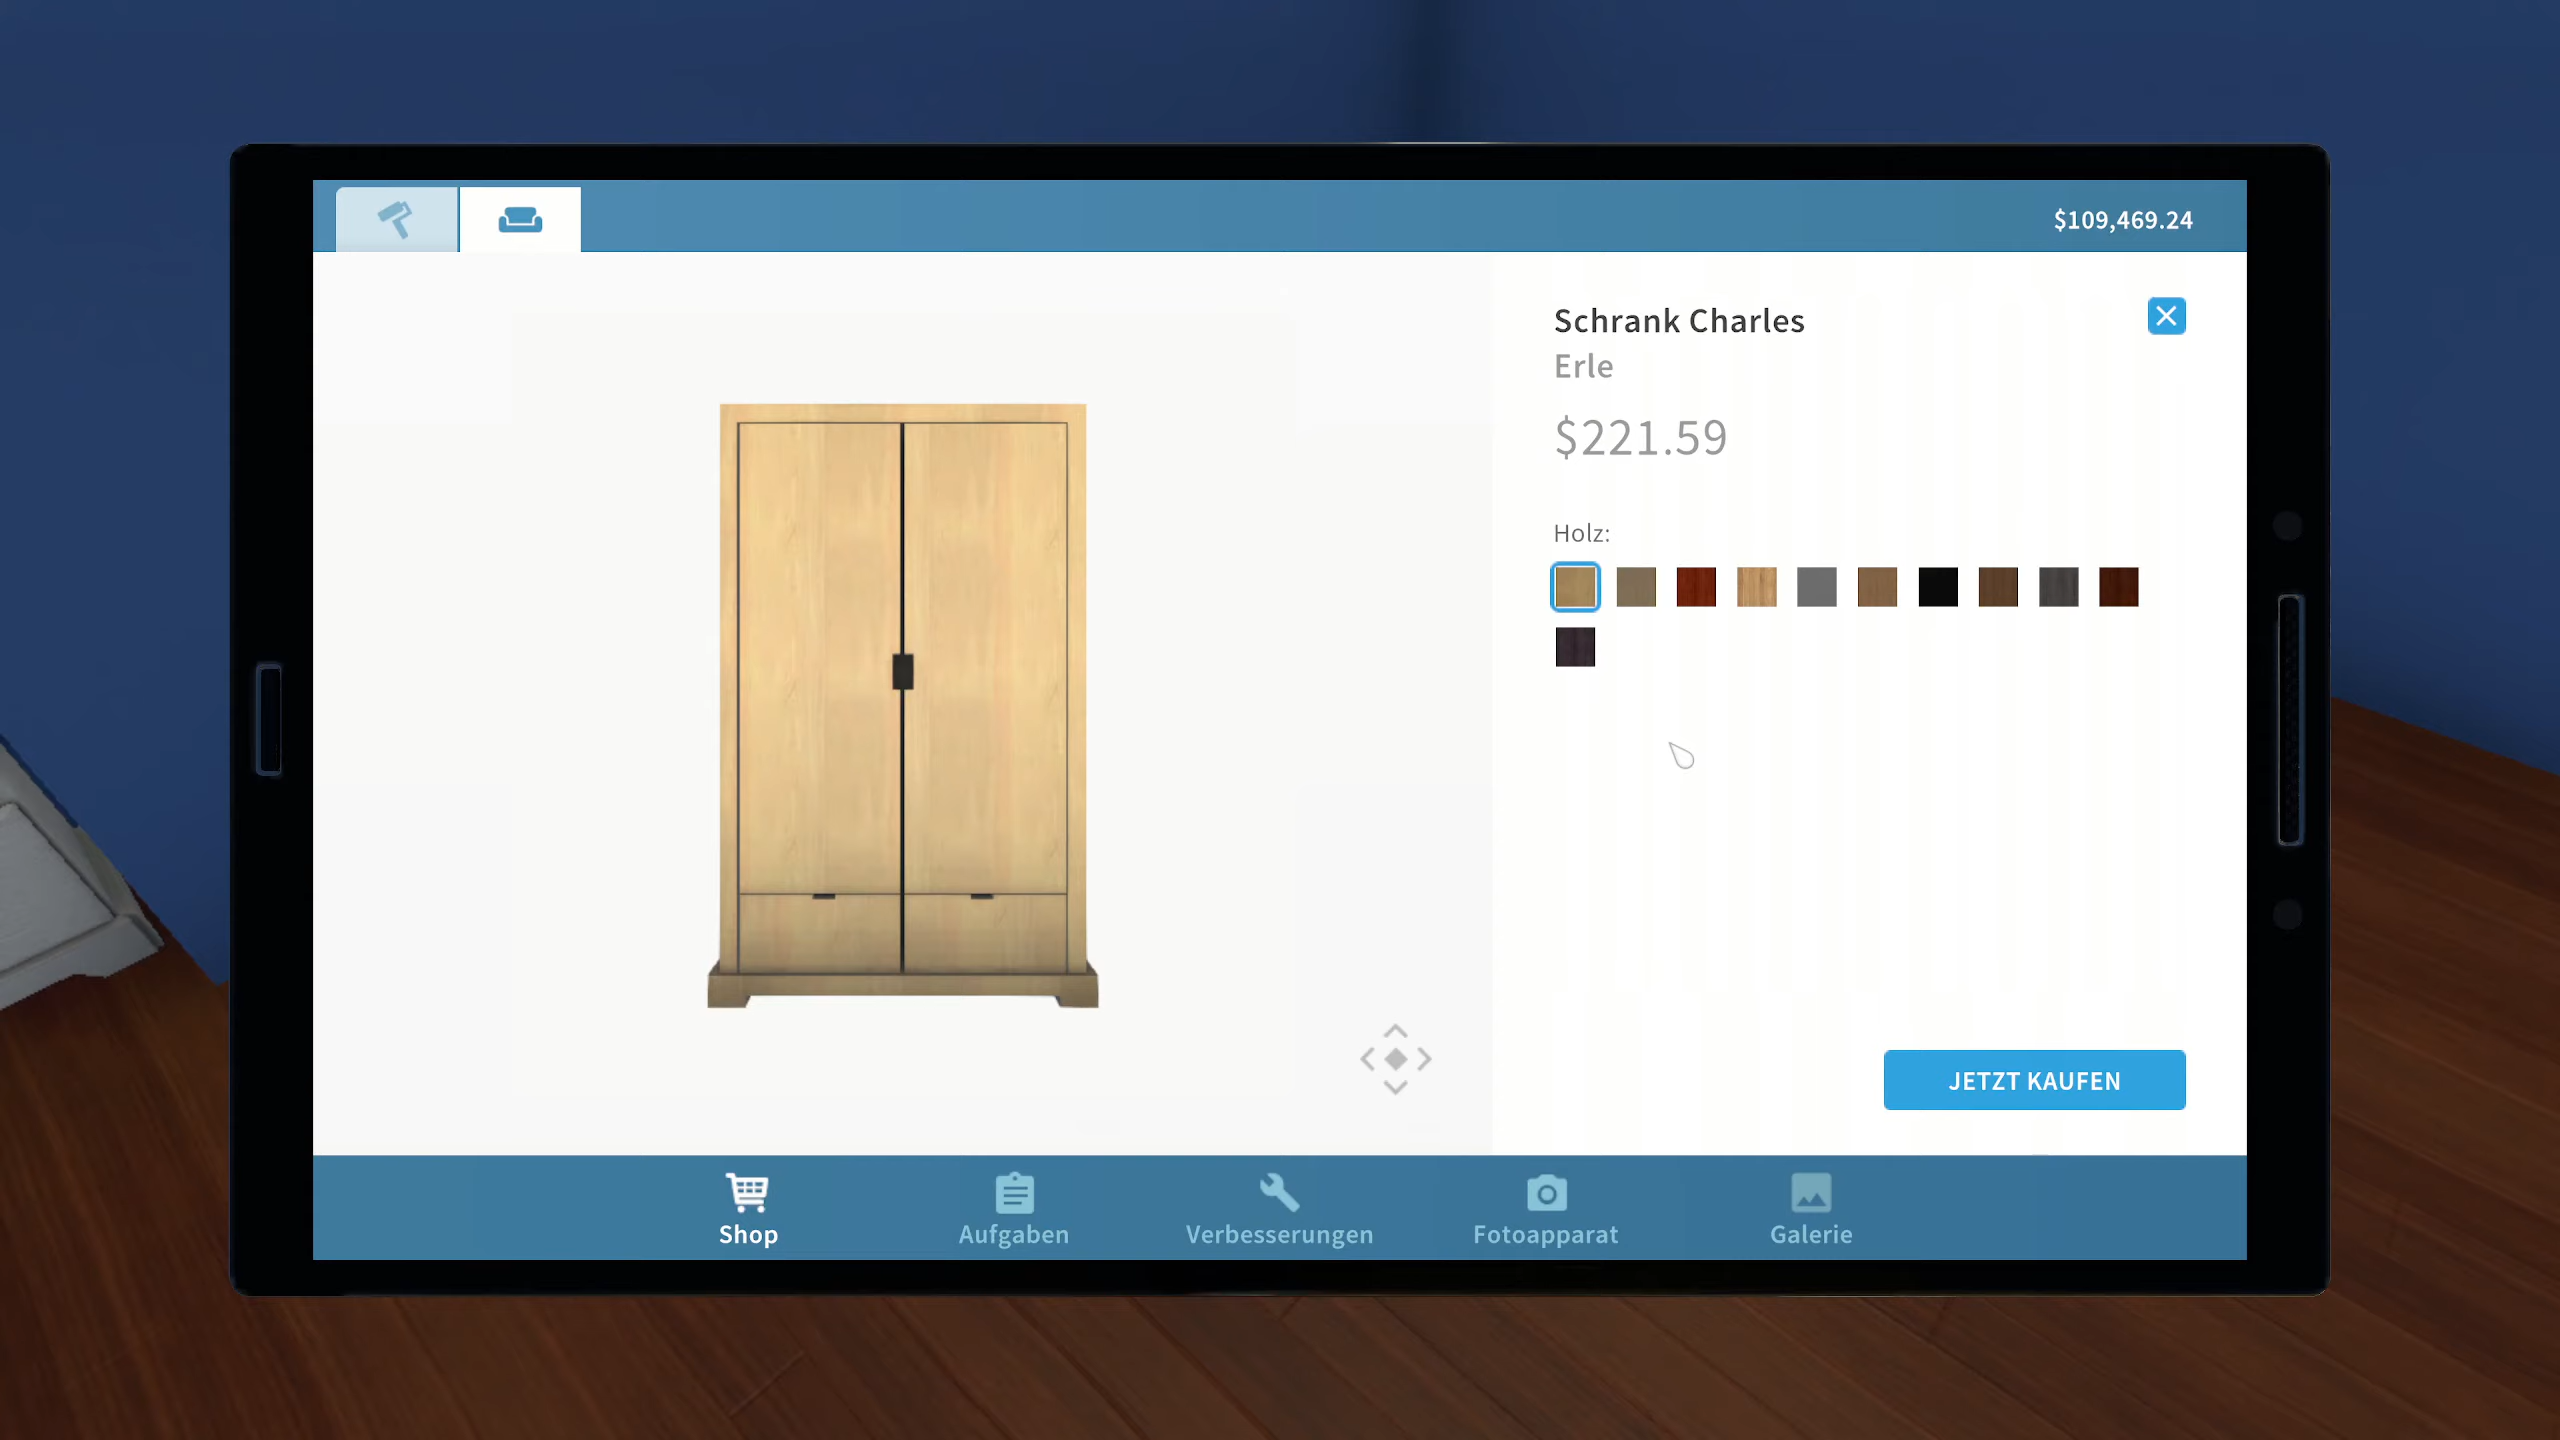 $109,469.24
Schrank Charles
Erle
$221.59
Holz:
JETZT KAUFEN
Shop
Aufgaben
Verbesserungen
Fotoapparat
Galerie